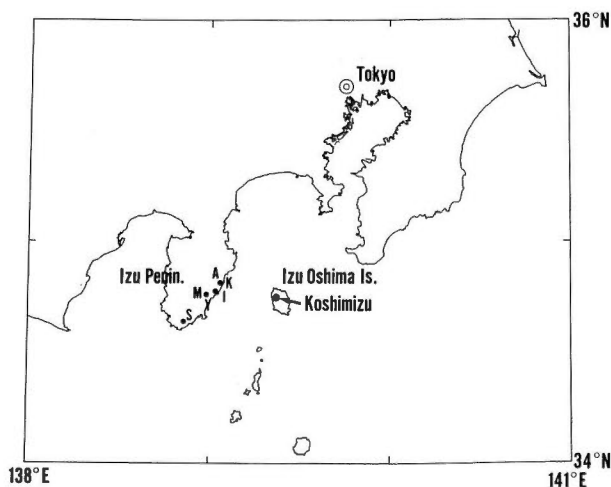 36°N
Tokyo
Izu Penin.
A
K
Izu Oshima Is.
M
I
Koshimizu
Y
S
34°N
138°E
141°E